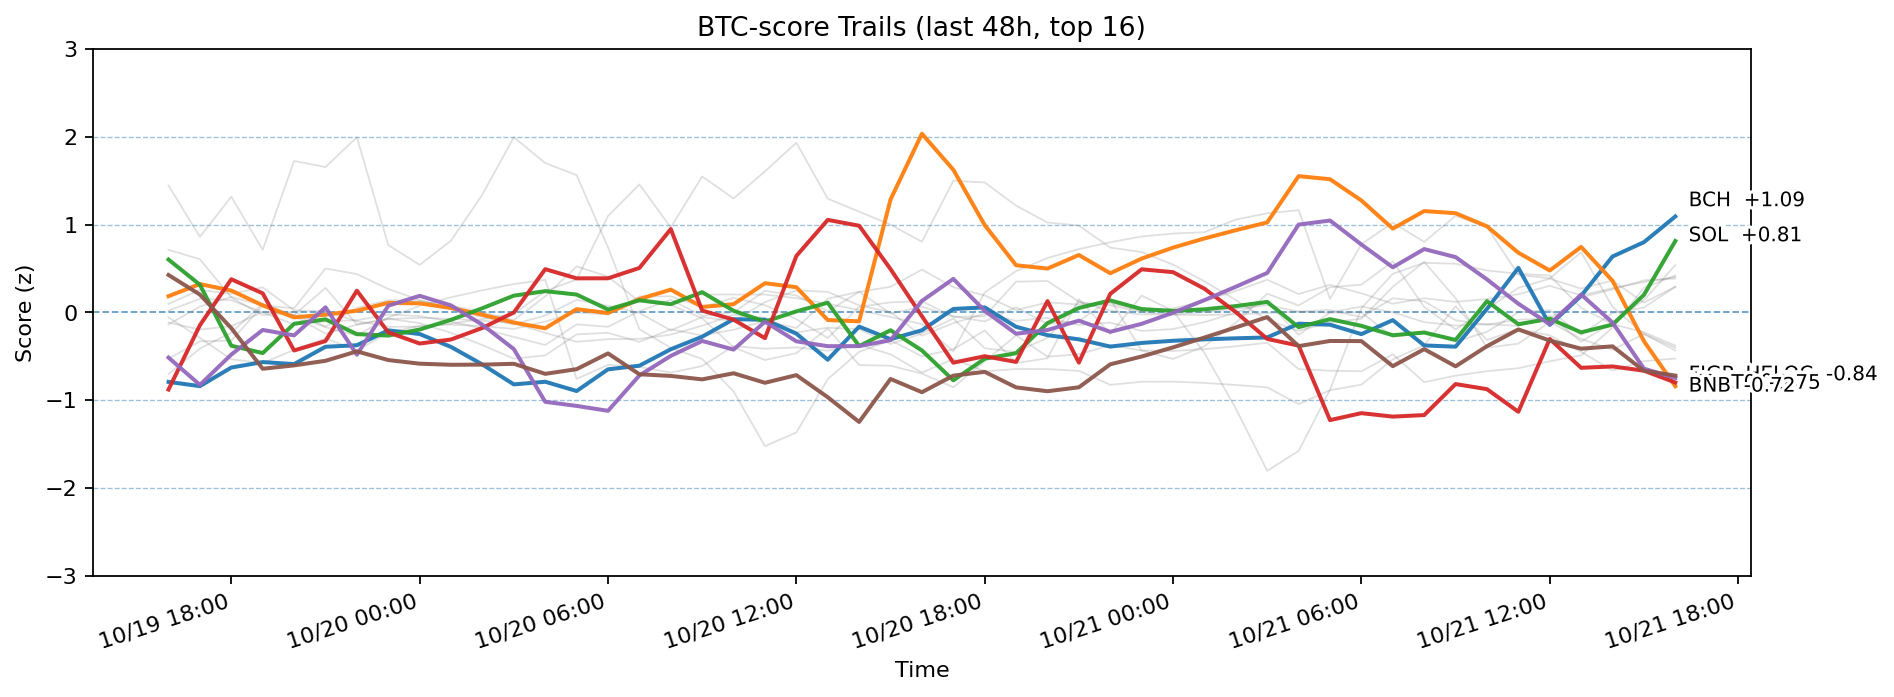 BTC-score Trails (last 48h, top 16)
3
2
1
0
−1
−2
−3
Score (z)
BCH +1.09
SOL +0.81
-0.84
BNB
10/19 18:00
10/20 00:00
10/20 06:00
10/20 12:00
10/20 18:00
10/21 00:00
10/21 06:00
10/21 12:00
10/21 18:00
Time